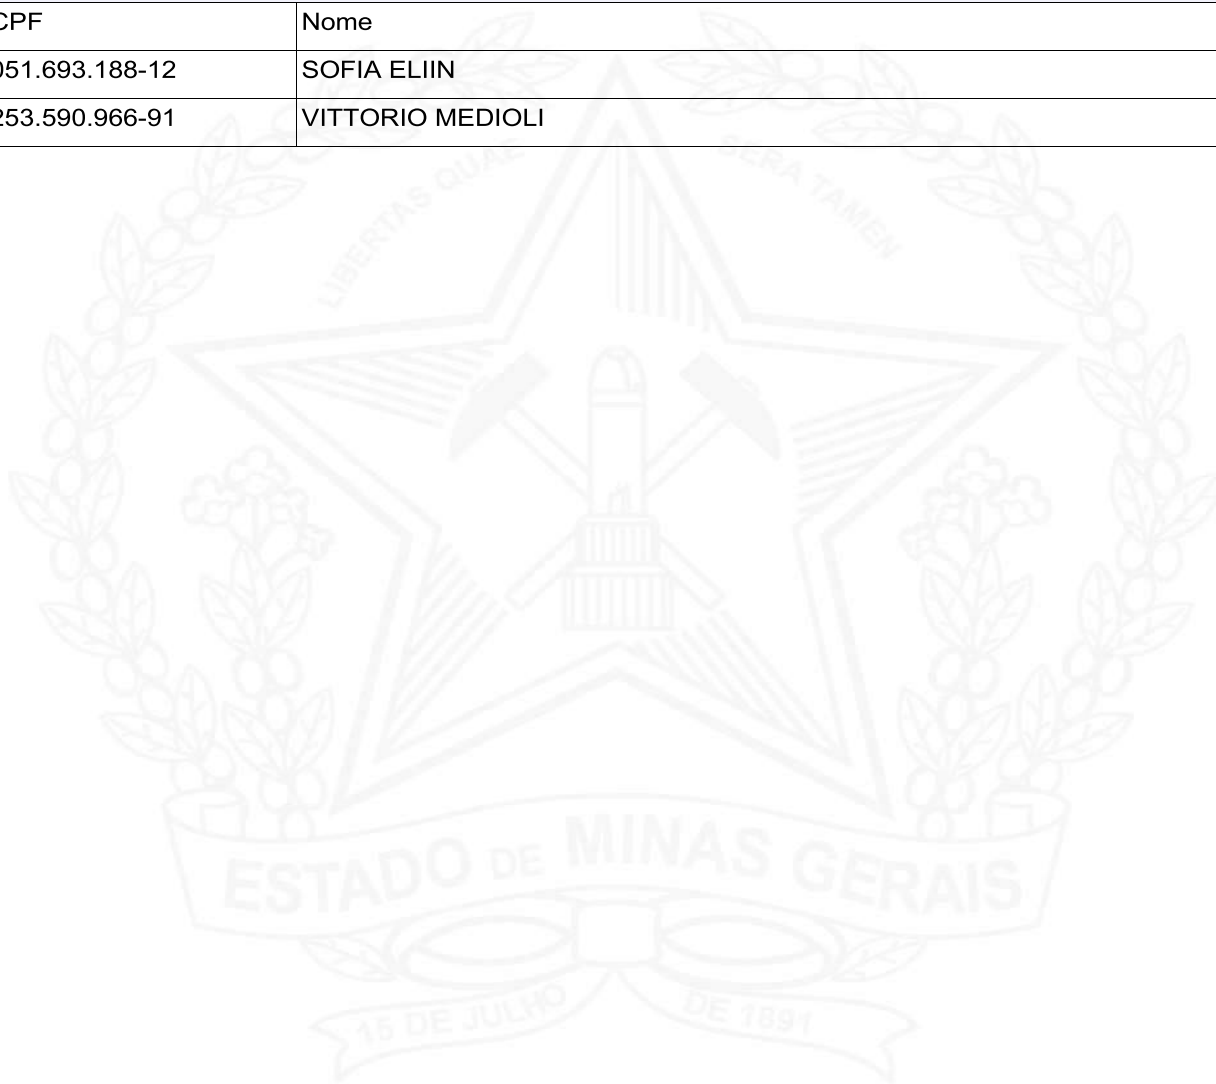 CPF Nome
051.693.188-12 SOFIA ELIIN
253.590.966-91 VITTORIO MEDIOLI
LIBERTAS QUAE SERA TAMEN
ESTADO DE MINAS GERAIS
15 DE JULHO DE 1891